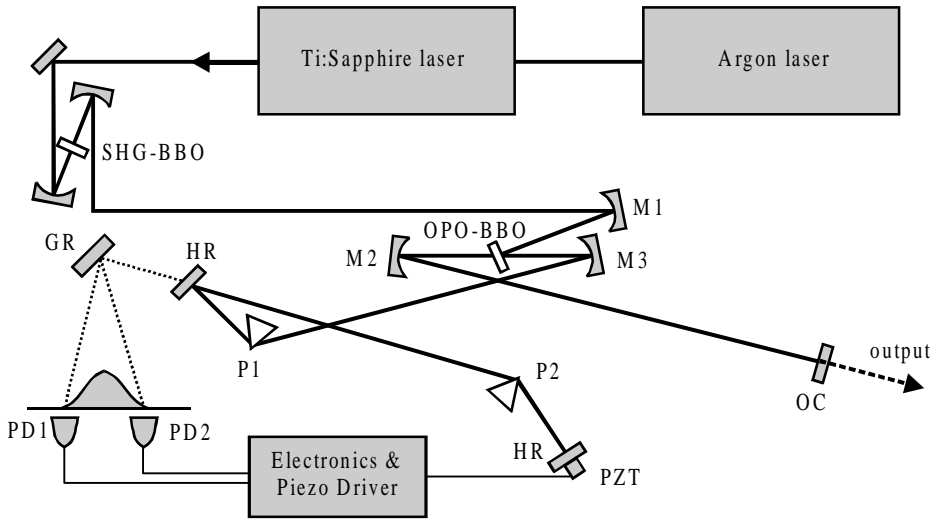 Ti:Sapphire laser
Argon laser
SHG-BBO
M1
GR
HR
OPO-BBO
M2
M3
P1
P2
output
OC
PD1
PD2
HR
PZT
Electronics &
Piezo Driver